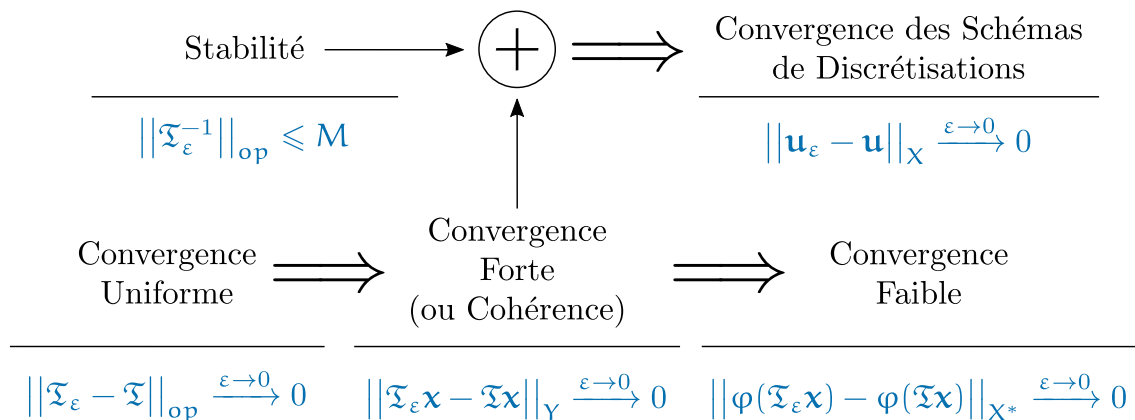 Stabilité + Convergence des Schémas
de Discrétisations
||𝔗_ε^{-1}||_op ⩽ M
||u_ε − u||_X ε→0 → 0
Convergence
Uniforme
Convergence
Forte
(ou Cohérence)
Convergence
Faible
||𝔗_ε − 𝔗||_op ε→0 → 0
||𝔗_ε x − 𝔗x||_Y ε→0 → 0
||φ(𝔗_ε x) − φ(𝔗x)||_X* ε→0 → 0